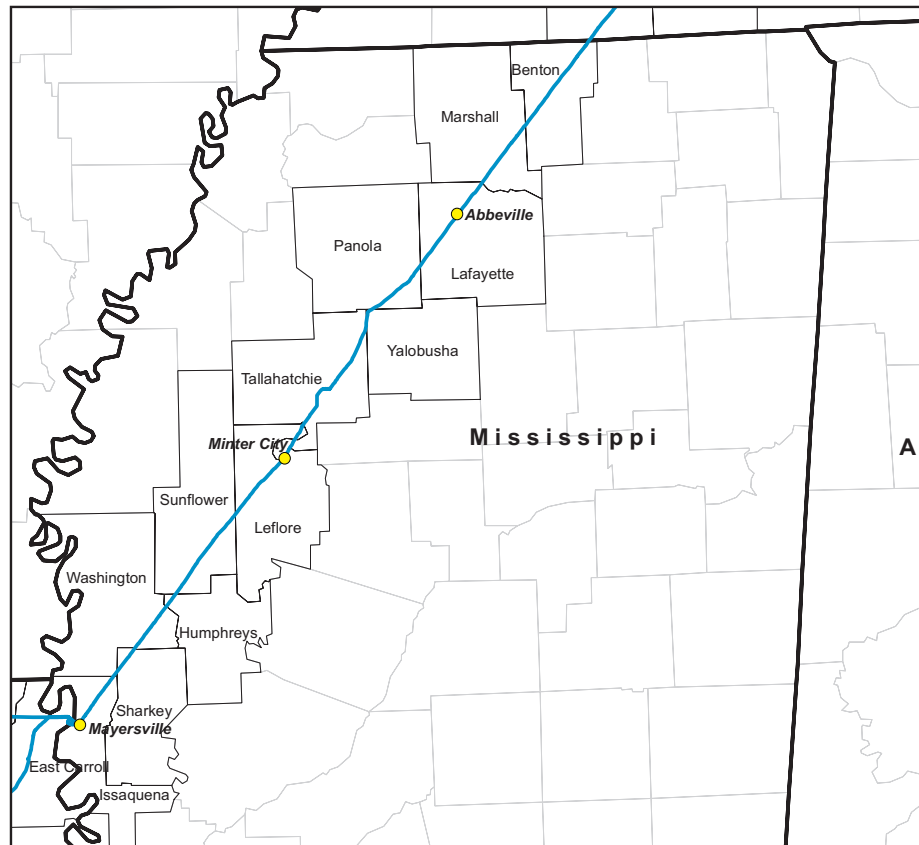 Benton
Marshall
Abbeville
Panola
Lafayette
Yalobusha
Tallahatchie
Mississippi
Minter City
A
Sunflower
Leflore
Washington
Humphreys
Sharkey
Mayersville
East Carroll
Issaquena